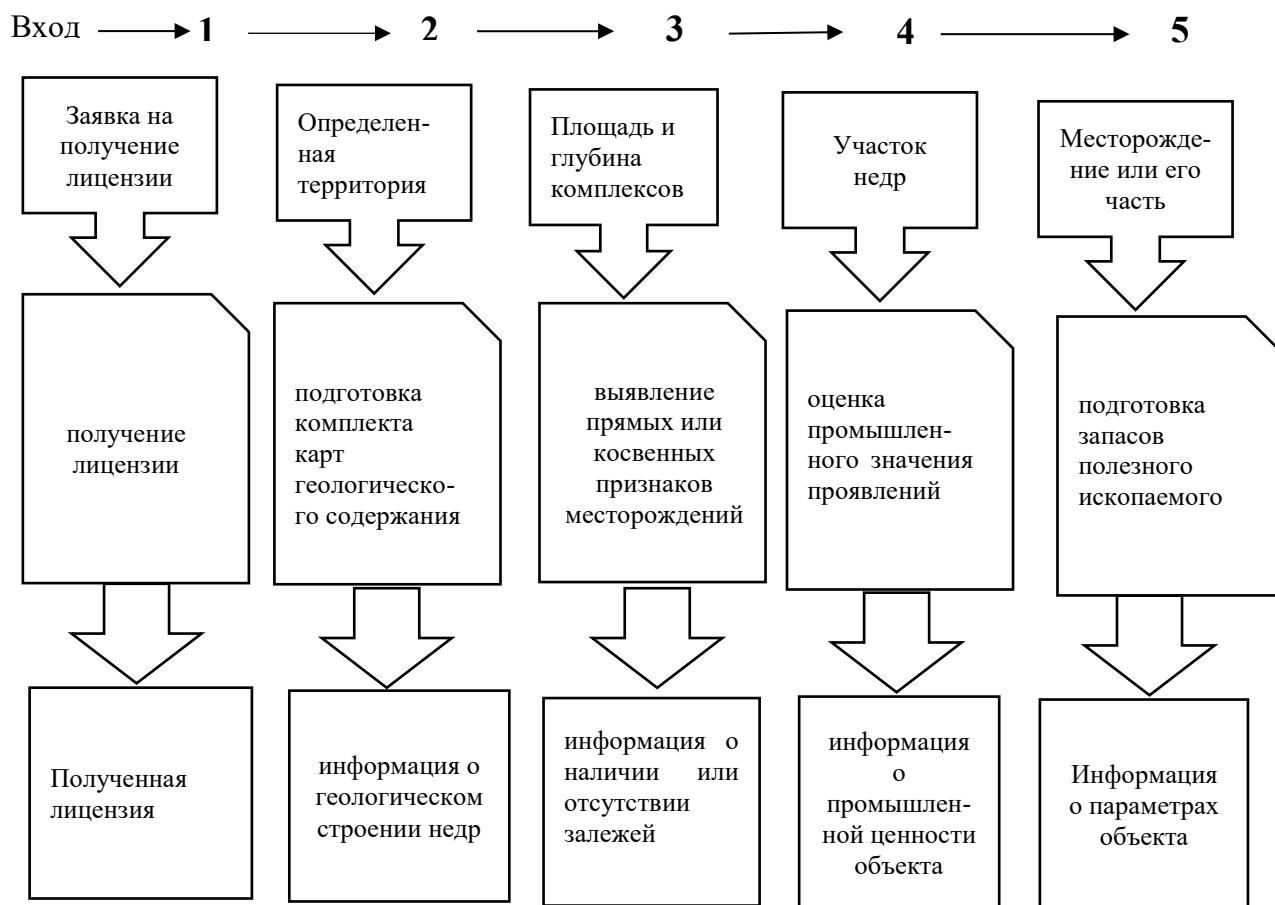 Вход 1 2 3 4 5
Заявка на
получение
лицензии
Определен-
ная
территория
Площадь и
глубина
комплексов
Участок
недр
Месторожде-
ние или его
часть
получение
лицензии
подготовка
комплекта
карт
геологическо-
го содержания
выявление
прямых или
косвенных
признаков
месторождений
оценка
промышлен-
ного значения
проявлений
подготовка
запасов
полезного
ископаемого
Полученная
лицензия
информация о
геологическом
строении недр
информация о
наличии или
отсутствии
залежей
информация
о
промышлен-
ной ценности
объекта
Информация
о параметрах
объекта